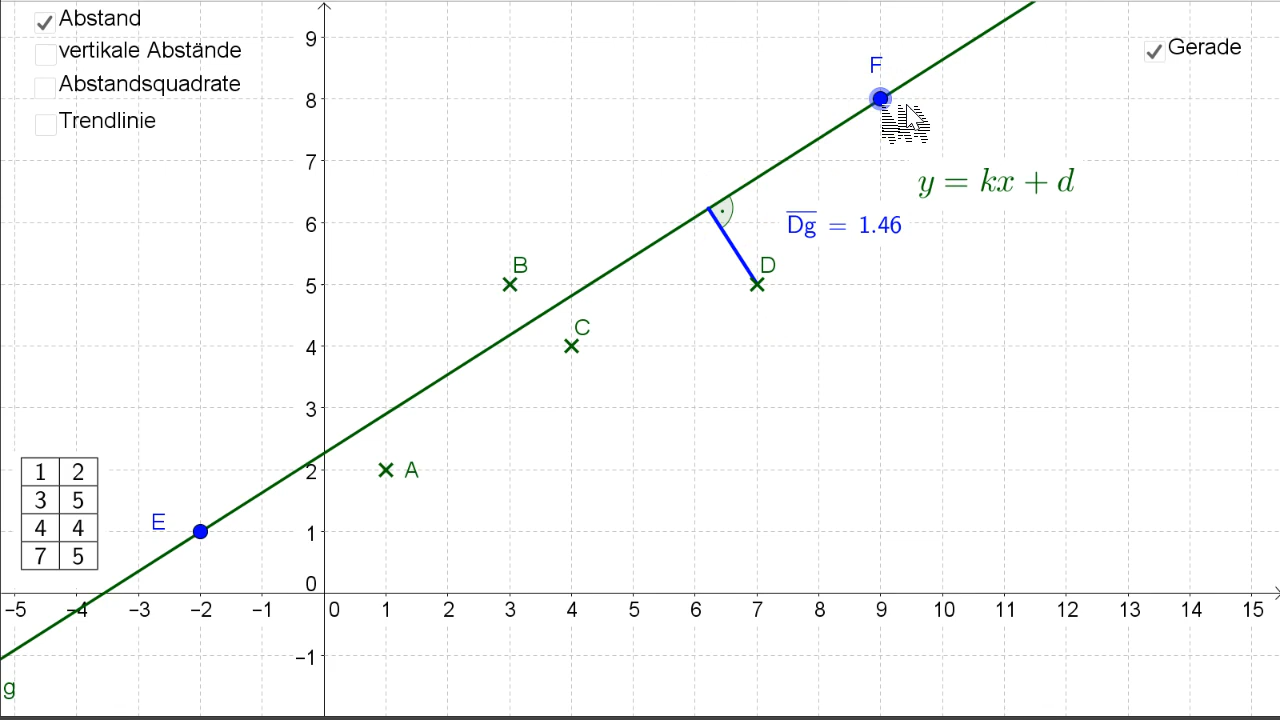 Abstand
vertikale Abstände
Abstandsquadrate
Trendlinie
Gerade
F
y = kx + d
Dg = 1.46
B
D
C
A
E
g
1 2
3 5
4 4
7 5
9
8
7
6
5
4
3
2
1
0
−1
−5 −4 −3 −2 −1 0 1 2 3 4 5 6 7 8 9 10 11 12 13 14 15